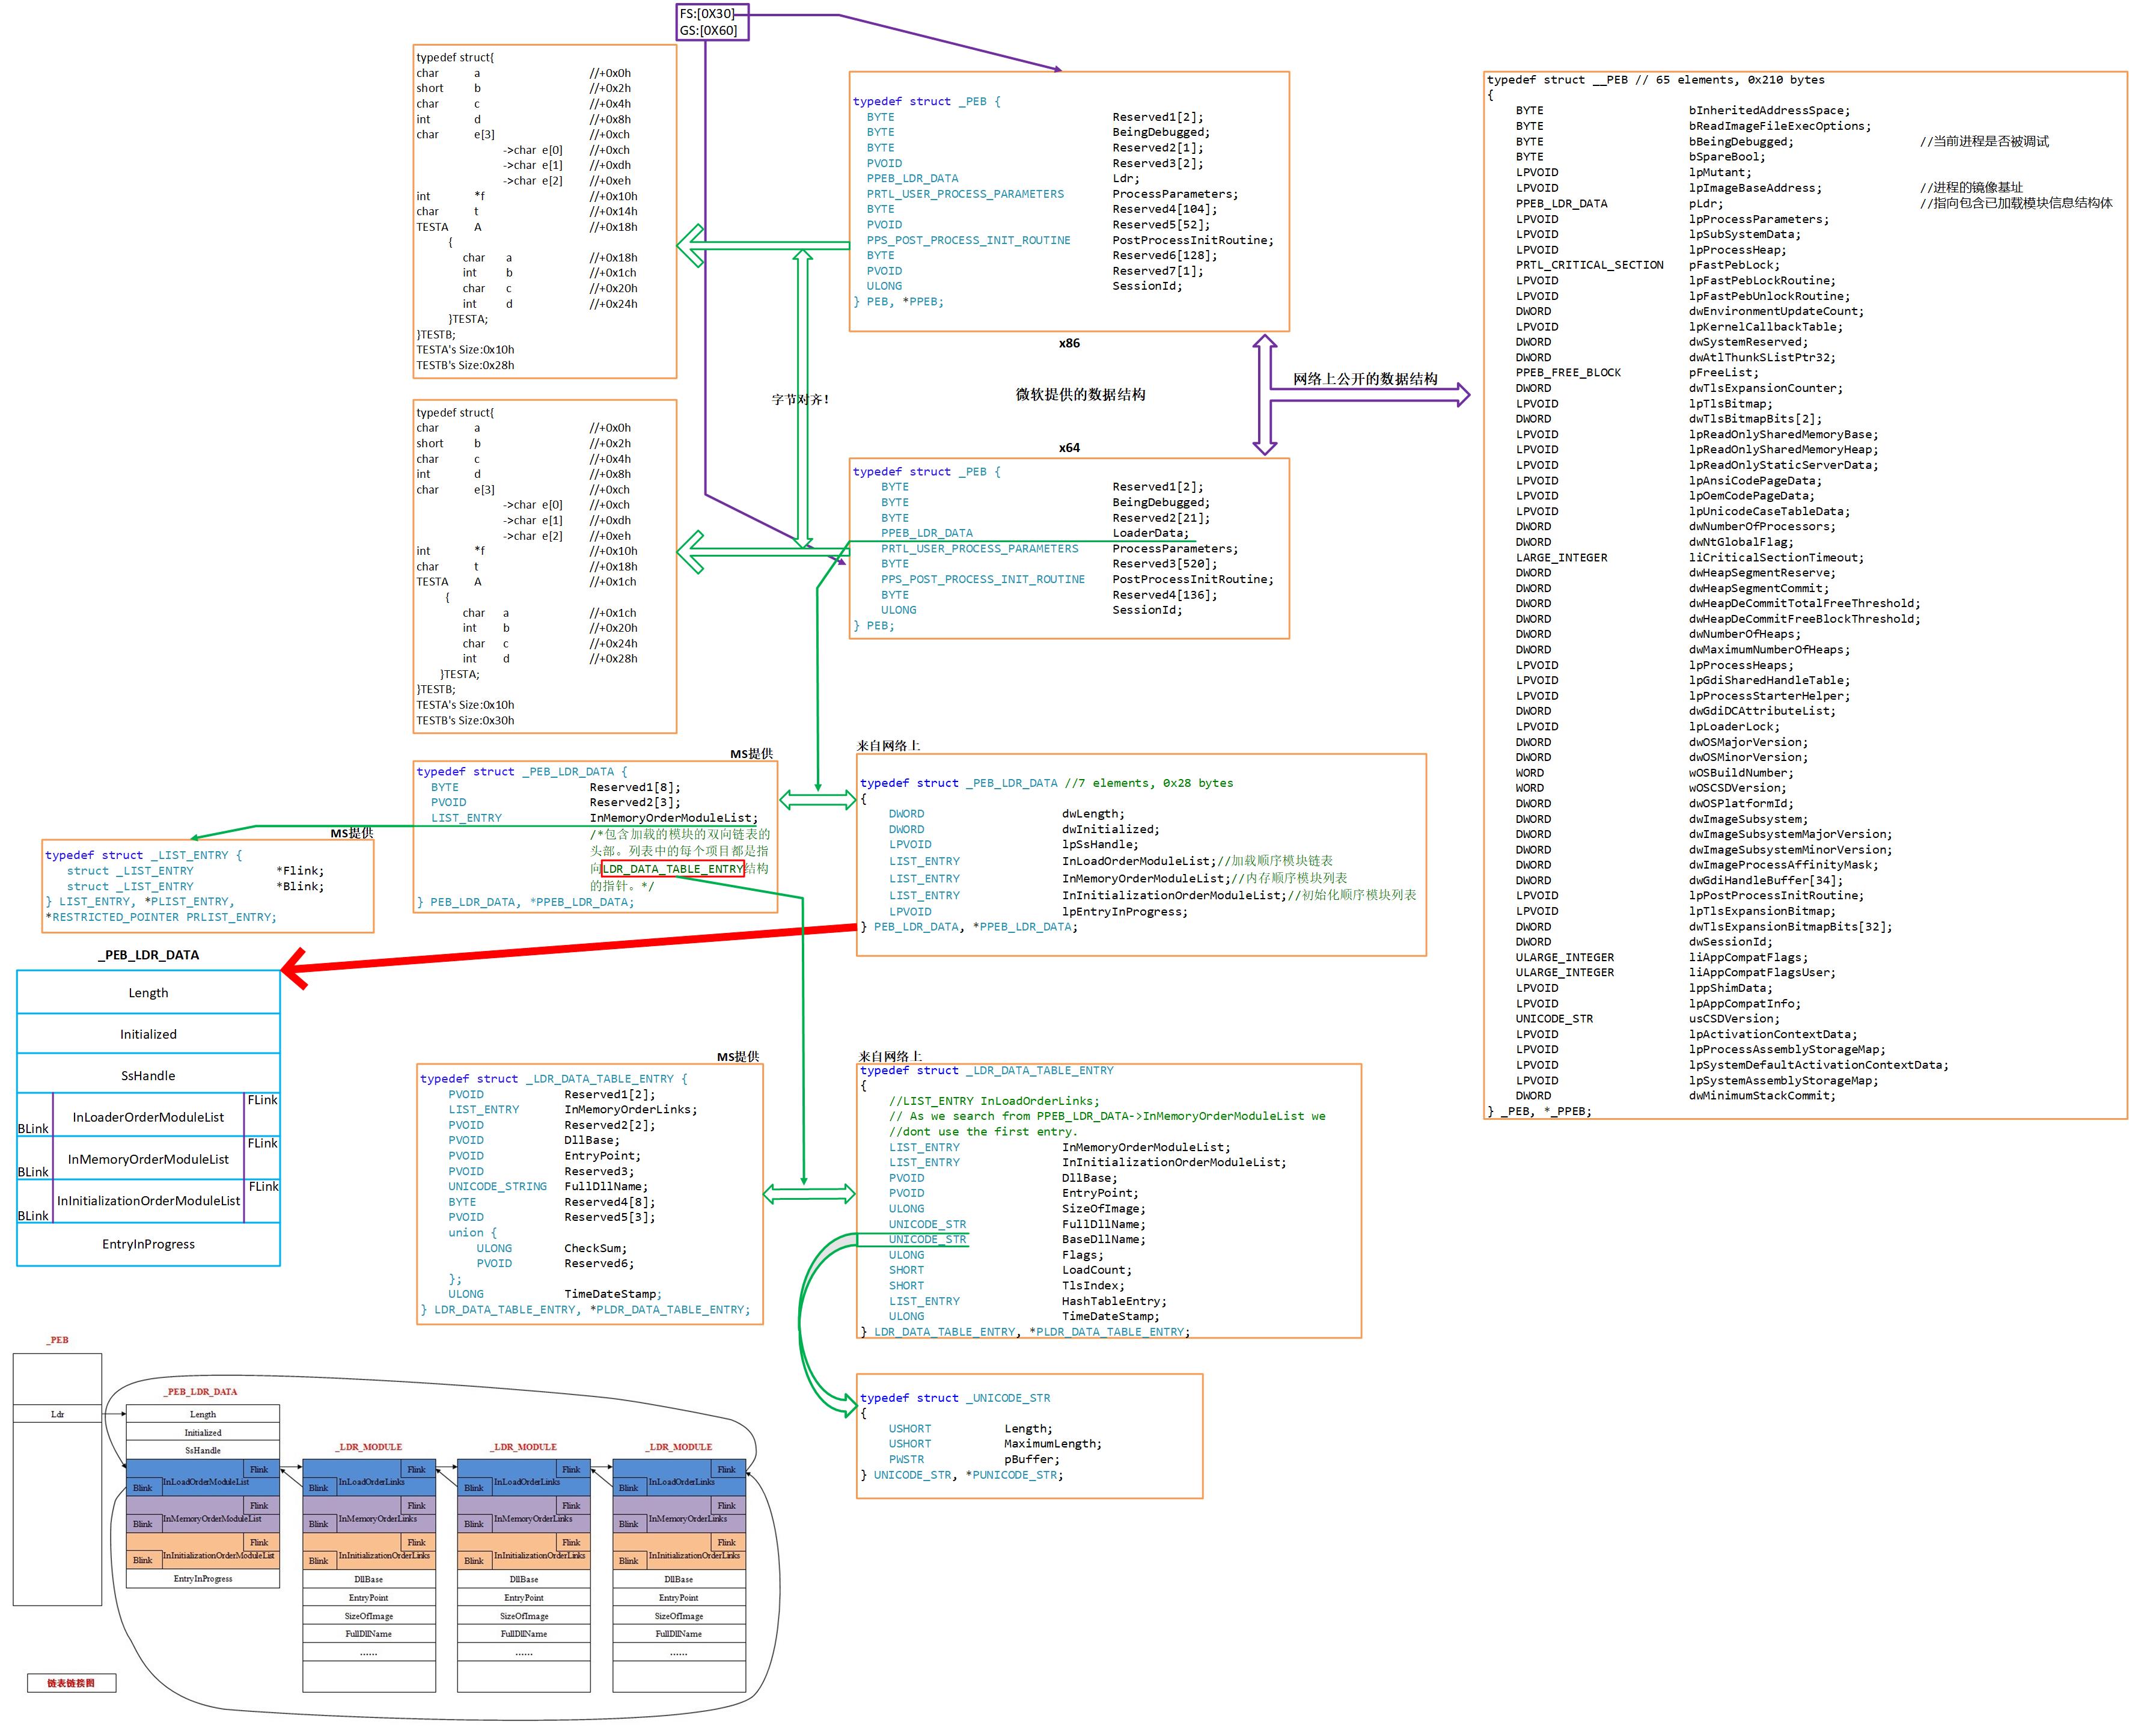 FS:[0X30]
GS:[0X60]
typedef struct{
char a //+0x0h
short b //+0x2h
char c //+0x4h
int d //+0x8h
char e[3] //+0xch
->char e[0] //+0xch
->char e[1] //+0xdh
->char e[2] //+0xeh
int *f //+0x10h
char t //+0x14h
TESTA A //+0x18h
{
char a //+0x18h
int b //+0x1ch
char c //+0x20h
int d //+0x24h
}TESTA;
}TESTB;
TESTA's Size:0x10h
TESTB's Size:0x28h
typedef struct _PEB {
BYTE Reserved1[2];
BYTE BeingDebugged;
BYTE Reserved2[1];
PVOID Reserved3[2];
PPEB_LDR_DATA Ldr;
PRTL_USER_PROCESS_PARAMETERS ProcessParameters;
BYTE Reserved4[104];
PVOID Reserved5[52];
PPS_POST_PROCESS_INIT_ROUTINE PostProcessInitRoutine;
BYTE Reserved6[128];
PVOID Reserved7[1];
ULONG SessionId;
} PEB, *PPEB;
x86
字节对齐!
微软提供的数据结构
网络上公开的数据结构
x64
typedef struct{
char a //+0x0h
short b //+0x2h
char c //+0x4h
int d //+0x8h
char e[3] //+0xch
->char e[0] //+0xch
->char e[1] //+0xdh
->char e[2] //+0xeh
int *f //+0x10h
char t //+0x18h
TESTA A //+0x1ch
{
char a //+0x1ch
int b //+0x20h
char c //+0x24h
int d //+0x28h
}TESTA;
}TESTB;
TESTA's Size:0x10h
TESTB's Size:0x30h
typedef struct _PEB {
BYTE Reserved1[2];
BYTE BeingDebugged;
BYTE Reserved2[21];
PPEB_LDR_DATA LoaderData;
PRTL_USER_PROCESS_PARAMETERS ProcessParameters;
BYTE Reserved3[520];
PPS_POST_PROCESS_INIT_ROUTINE PostProcessInitRoutine;
BYTE Reserved4[136];
ULONG SessionId;
} PEB;
typedef struct __PEB // 65 elements, 0x210 bytes
{
BYTE bInheritedAddressSpace;
BYTE bReadImageFileExecOptions;
BYTE bBeingDebugged; //当前进程是否被调试
BYTE bSpareBool;
LPVOID lpMutant;
LPVOID lpImageBaseAddress; //进程的镜像基址
PPEB_LDR_DATA pLdr; //指向包含已加载模块信息结构体
LPVOID lpProcessParameters;
LPVOID lpSubSystemData;
LPVOID lpProcessHeap;
PRTL_CRITICAL_SECTION pFastPebLock;
LPVOID lpFastPebLockRoutine;
LPVOID lpFastPebUnlockRoutine;
DWORD dwEnvironmentUpdateCount;
LPVOID lpKernelCallbackTable;
DWORD dwSystemReserved;
DWORD dwAtlThunkSListPtr32;
PPEB_FREE_BLOCK pFreeList;
DWORD dwTlsExpansionCounter;
LPVOID lpTlsBitmap;
DWORD dwTlsBitmapBits[2];
LPVOID lpReadOnlySharedMemoryBase;
LPVOID lpReadOnlySharedMemoryHeap;
LPVOID lpReadOnlyStaticServerData;
LPVOID lpAnsiCodePageData;
LPVOID lpOemCodePageData;
LPVOID lpUnicodeCaseTableData;
DWORD dwNumberOfProcessors;
DWORD dwNtGlobalFlag;
LARGE_INTEGER liCriticalSectionTimeout;
DWORD dwHeapSegmentReserve;
DWORD dwHeapSegmentCommit;
DWORD dwHeapDeCommitTotalFreeThreshold;
DWORD dwHeapDeCommitFreeBlockThreshold;
DWORD dwNumberOfHeaps;
DWORD dwMaximumNumberOfHeaps;
LPVOID lpProcessHeaps;
LPVOID lpGdiSharedHandleTable;
LPVOID lpProcessStarterHelper;
DWORD dwGdiDCAttributeList;
LPVOID lpLoaderLock;
DWORD dwOSMajorVersion;
DWORD dwOSMinorVersion;
WORD wOSBuildNumber;
WORD wOSCSDVersion;
DWORD dwOSPlatformId;
DWORD dwImageSubsystem;
DWORD dwImageSubsystemMajorVersion;
DWORD dwImageSubsystemMinorVersion;
DWORD dwImageProcessAffinityMask;
DWORD dwGdiHandleBuffer[34];
LPVOID lpPostProcessInitRoutine;
LPVOID lpTlsExpansionBitmap;
DWORD dwTlsExpansionBitmapBits[32];
DWORD dwSessionId;
ULARGE_INTEGER liAppCompatFlags;
ULARGE_INTEGER liAppCompatFlagsUser;
LPVOID lppShimData;
LPVOID lpAppCompatInfo;
UNICODE_STR usCSDVersion;
LPVOID lpActivationContextData;
LPVOID lpProcessAssemblyStorageMap;
LPVOID lpSystemDefaultActivationContextData;
LPVOID lpSystemAssemblyStorageMap;
DWORD dwMinimumStackCommit;
} _PEB, *_PPEB;
MS提供
typedef struct _PEB_LDR_DATA {
BYTE Reserved1[8];
PVOID Reserved2[3];
LIST_ENTRY InMemoryOrderModuleList;
/*包含加载的模块的双向链表的
头部。列表中的每个项目都是指
向LDR_DATA_TABLE_ENTRY结构
的指针。*/
} PEB_LDR_DATA, *PPEB_LDR_DATA;
来自网络上
typedef struct _PEB_LDR_DATA //7 elements, 0x28 bytes
{
DWORD dwLength;
DWORD dwInitialized;
LPVOID lpSsHandle;
LIST_ENTRY InLoadOrderModuleList;//加载顺序模块链表
LIST_ENTRY InMemoryOrderModuleList;//内存顺序模块列表
LIST_ENTRY InInitializationOrderModuleList;//初始化顺序模块列表
LPVOID lpEntryInProgress;
} PEB_LDR_DATA, *PPEB_LDR_DATA;
MS提供
typedef struct _LIST_ENTRY {
struct _LIST_ENTRY *Flink;
struct _LIST_ENTRY *Blink;
} LIST_ENTRY, *PLIST_ENTRY,
*RESTRICTED_POINTER PRLIST_ENTRY;
_PEB_LDR_DATA
Length
Initialized
SsHandle
FLink
InLoaderOrderModuleList
BLink
FLink
InMemoryOrderModuleList
BLink
FLink
InInitializationOrderModuleList
BLink
EntryInProgress
MS提供
typedef struct _LDR_DATA_TABLE_ENTRY {
PVOID Reserved1[2];
LIST_ENTRY InMemoryOrderLinks;
PVOID Reserved2[2];
PVOID DllBase;
PVOID EntryPoint;
PVOID Reserved3;
UNICODE_STRING FullDllName;
BYTE Reserved4[8];
PVOID Reserved5[3];
union {
ULONG CheckSum;
PVOID Reserved6;
};
ULONG TimeDateStamp;
} LDR_DATA_TABLE_ENTRY, *PLDR_DATA_TABLE_ENTRY;
来自网络上
typedef struct _LDR_DATA_TABLE_ENTRY
{
//LIST_ENTRY InLoadOrderLinks;
// As we search from PPEB_LDR_DATA->InMemoryOrderModuleList we
//dont use the first entry.
LIST_ENTRY InMemoryOrderModuleList;
LIST_ENTRY InInitializationOrderModuleList;
PVOID DllBase;
PVOID EntryPoint;
ULONG SizeOfImage;
UNICODE_STR FullDllName;
UNICODE_STR BaseDllName;
ULONG Flags;
SHORT LoadCount;
SHORT TlsIndex;
LIST_ENTRY HashTableEntry;
ULONG TimeDateStamp;
} LDR_DATA_TABLE_ENTRY, *PLDR_DATA_TABLE_ENTRY;
typedef struct _UNICODE_STR
{
USHORT Length;
USHORT MaximumLength;
PWSTR pBuffer;
} UNICODE_STR, *PUNICODE_STR;
_PEB
Ldr
_PEB_LDR_DATA
Length
Initialized
SsHandle
Flink
InLoadOrderModuleList
Blink
Flink
InMemoryOrderModuleList
Blink
Flink
InInitializationOrderModuleList
Blink
EntryInProgress
_LDR_MODULE
Flink
InLoadOrderLinks
Blink
Flink
InMemoryOrderLinks
Blink
Flink
InInitializationOrderLinks
Blink
DllBase
EntryPoint
SizeOfImage
FullDllName
......
_LDR_MODULE
Flink
InLoadOrderLinks
Blink
Flink
InMemoryOrderLinks
Blink
Flink
InInitializationOrderLinks
Blink
DllBase
EntryPoint
SizeOfImage
FullDllName
......
_LDR_MODULE
Flink
InLoadOrderLinks
Blink
Flink
InMemoryOrderLinks
Blink
Flink
InInitializationOrderLinks
Blink
DllBase
EntryPoint
SizeOfImage
FullDllName
......
链表链接图